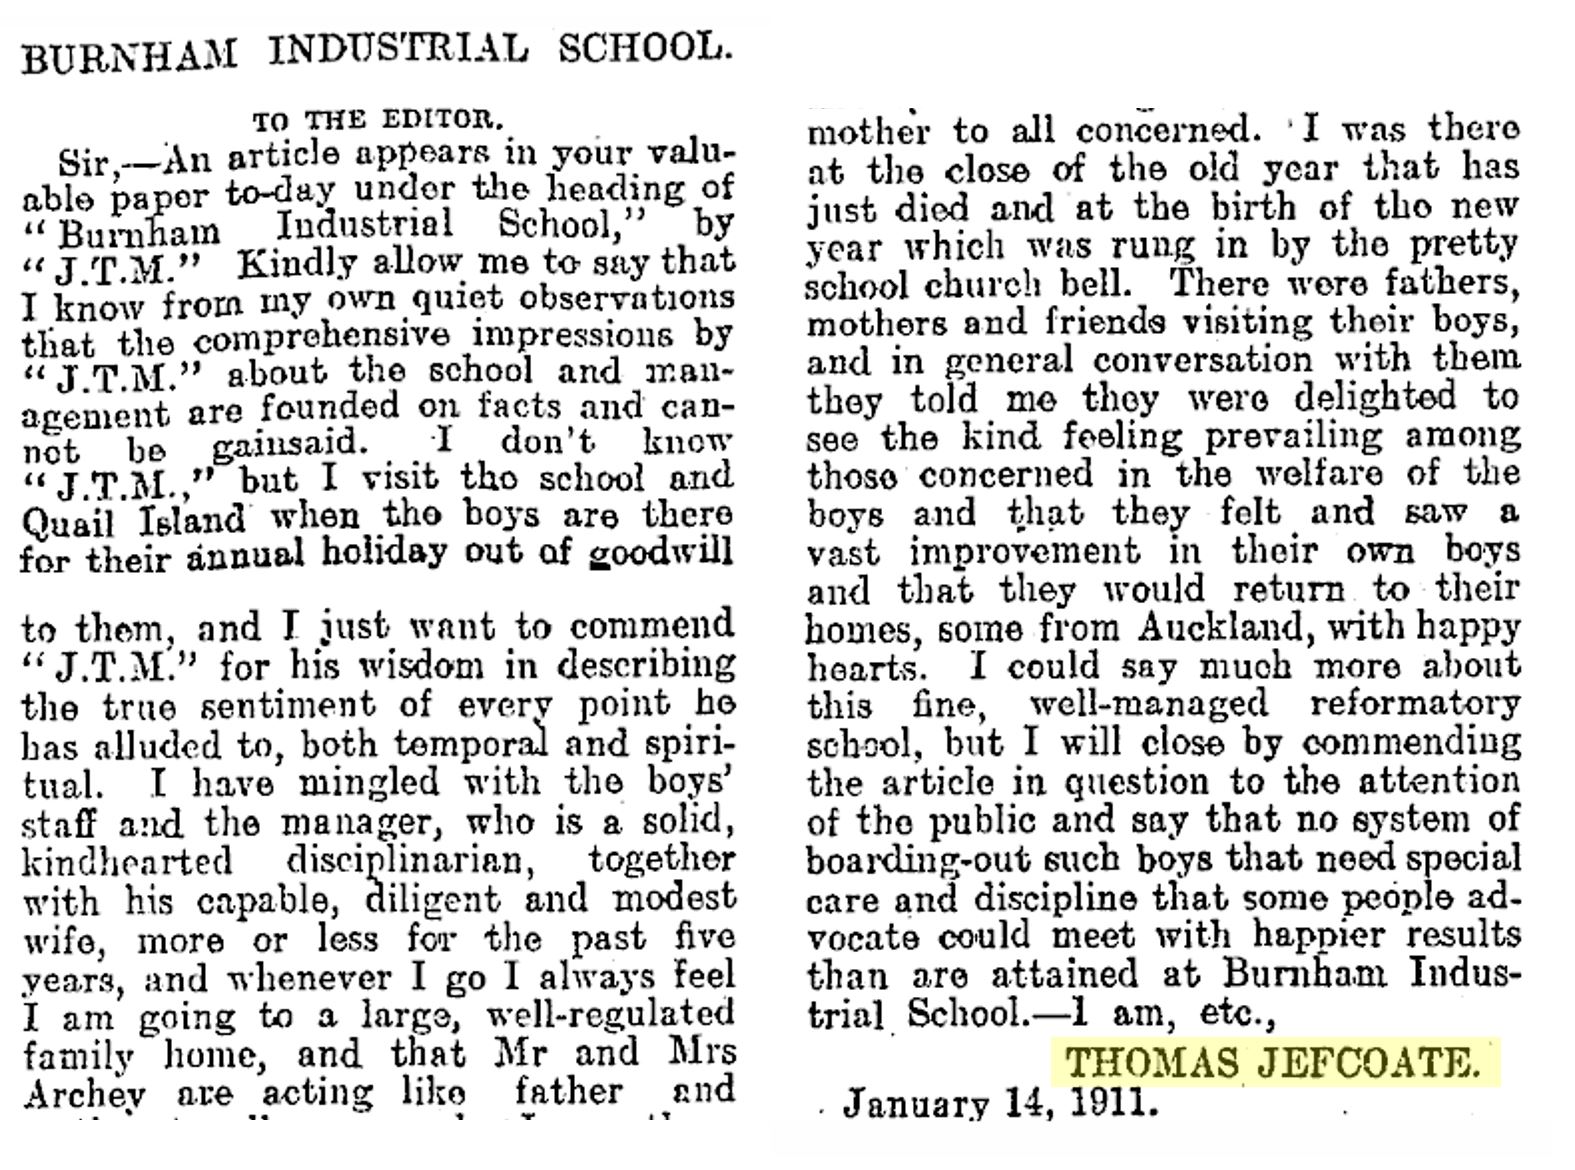 BURNHAM INDUSTRIAL SCHOOL.
TO THE EDITOR.
Sir,—An article appears in your valu-
able paper to-day under the heading of
“Burnham Industrial School,” by
“J.T.M.” Kindly allow me to say that
I know from my own quiet observations
that the comprehensive impressions by
“J.T.M.” about the school and man-
agement are founded on facts and can-
not be gainsaid. I don't know
“J.T.M.,” but I visit the school and
Quail Island when the boys are there
for their annual holiday out of goodwill
to them, and I just want to commend
“J.T.M.” for his wisdom in describing
the true sentiment of every point he
has alluded to, both temporal and spiri-
tual. I have mingled with the boys'
staff and the manager, who is a solid,
kindhearted disciplinarian, together
with his capable, diligent and modest
wife, more or less for the past five
years, and whenever I go I always feel
I am going to a large, well-regulated
family home, and that Mr and Mrs
Archey are acting like father and
mother to all concerned. I was there
at the close of the old year that has
just died and at the birth of the new
year which was rung in by the pretty
school church bell. There were fathers,
mothers and friends visiting their boys,
and in general conversation with them
they told me they were delighted to
see the kind feeling prevailing among
those concerned in the welfare of the
boys and that they felt and saw a
vast improvement in their own boys
and that they would return to their
homes, some from Auckland, with happy
hearts. I could say much more about
this fine, well-managed reformatory
school, but I will close by commending
the article in question to the attention
of the public and say that no system of
boarding-out such boys that need special
care and discipline that some people ad-
vocate could meet with happier results
than are attained at Burnham Indus-
trial School.—I am, etc.,
THOMAS JEFCOATE.
January 14, 1911.